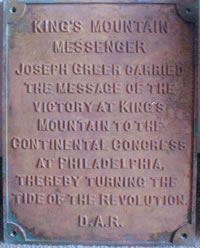 KING'S MOUNTAIN
MESSENGER
JOSEPH GREER CARRIED
THE MESSAGE OF THE
VICTORY AT KING'S
MOUNTAIN TO THE
CONTINENTAL CONGRESS
AT PHILADELPHIA,
THEREBY TURNING THE
TIDE OF THE REVOLUTION.
D.A.R.